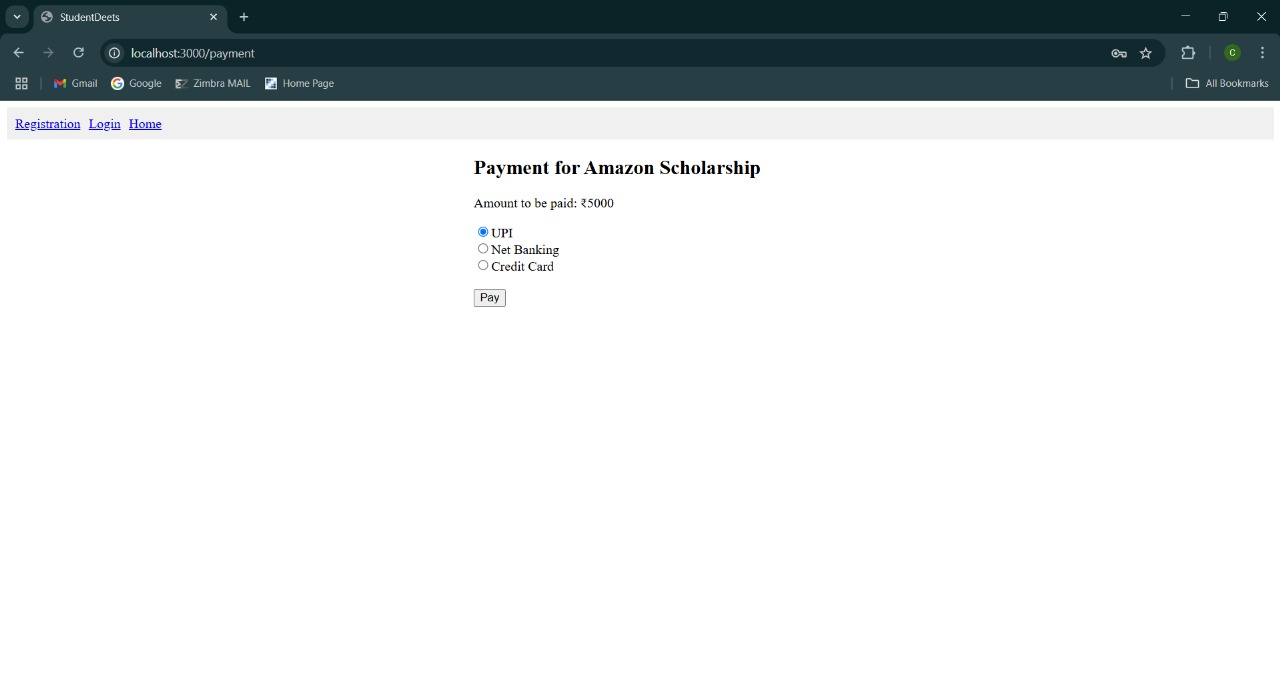 StudentDeets
localhost:3000/payment
C
Gmail Google Zimbra MAIL Home Page All Bookmarks
Registration Login Home
Payment for Amazon Scholarship
Amount to be paid: ₹5000
UPI
Net Banking
Credit Card
Pay